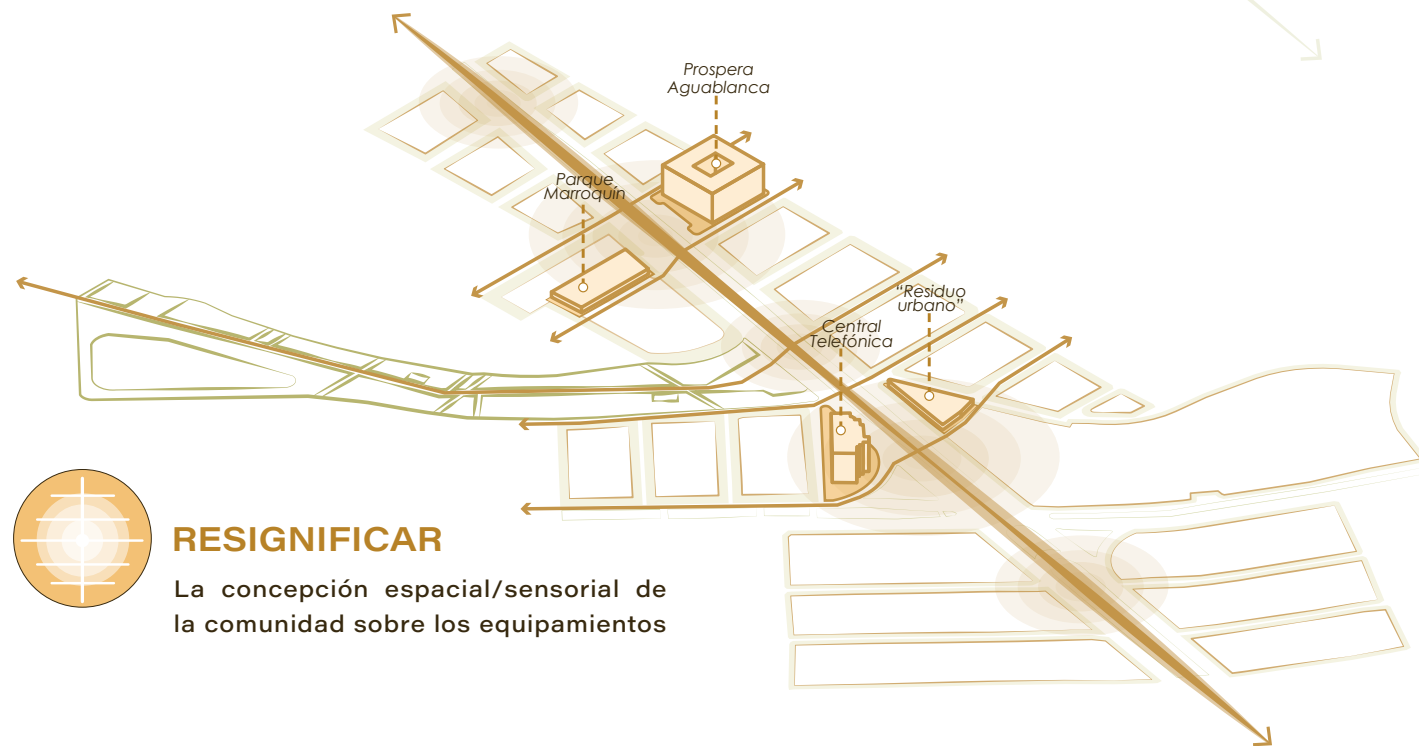 Prospera
Aguablanca
Parque
Marroquín
"Residuo
urbano"
Central
Telefónica
RESIGNIFICAR
La concepción espacial/sensorial de
la comunidad sobre los equipamientos